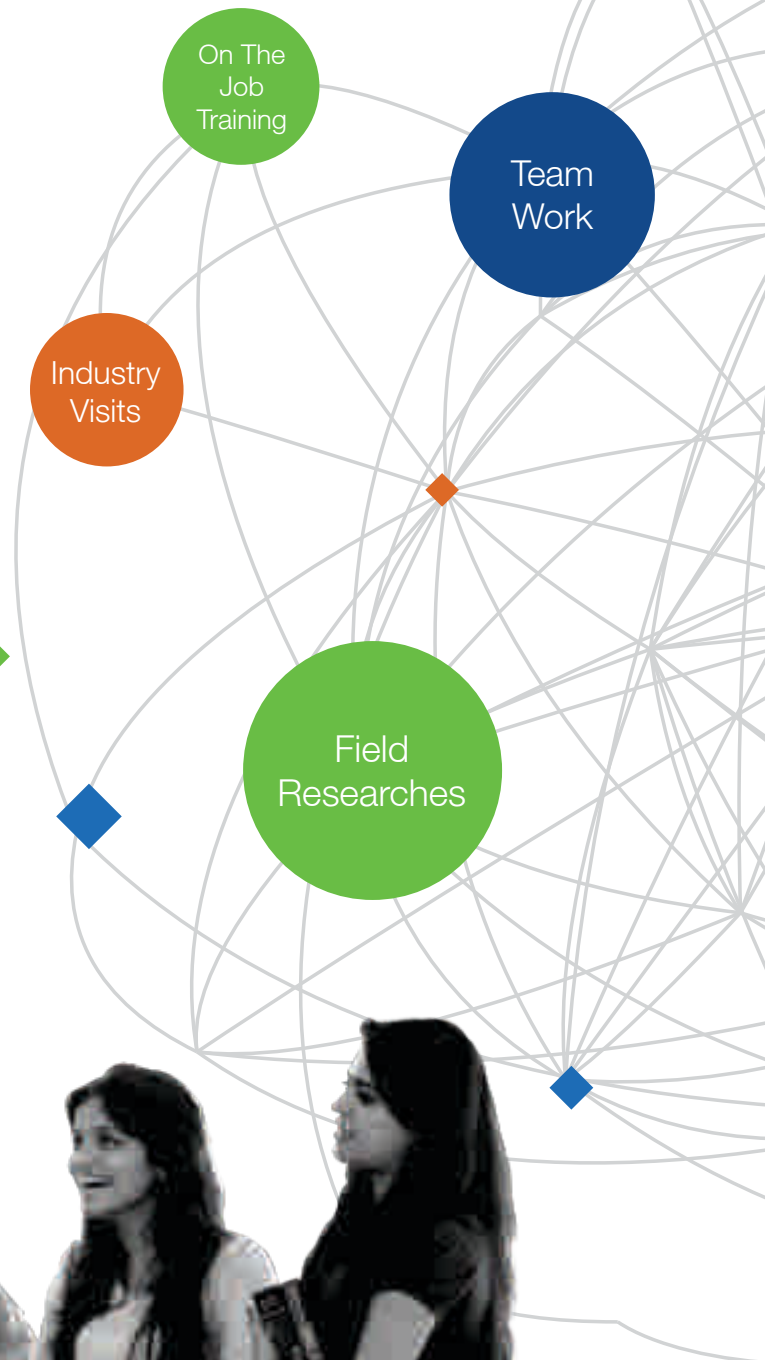 On The
Job
Training
Team
Work
Industry
Visits
Field
Researches